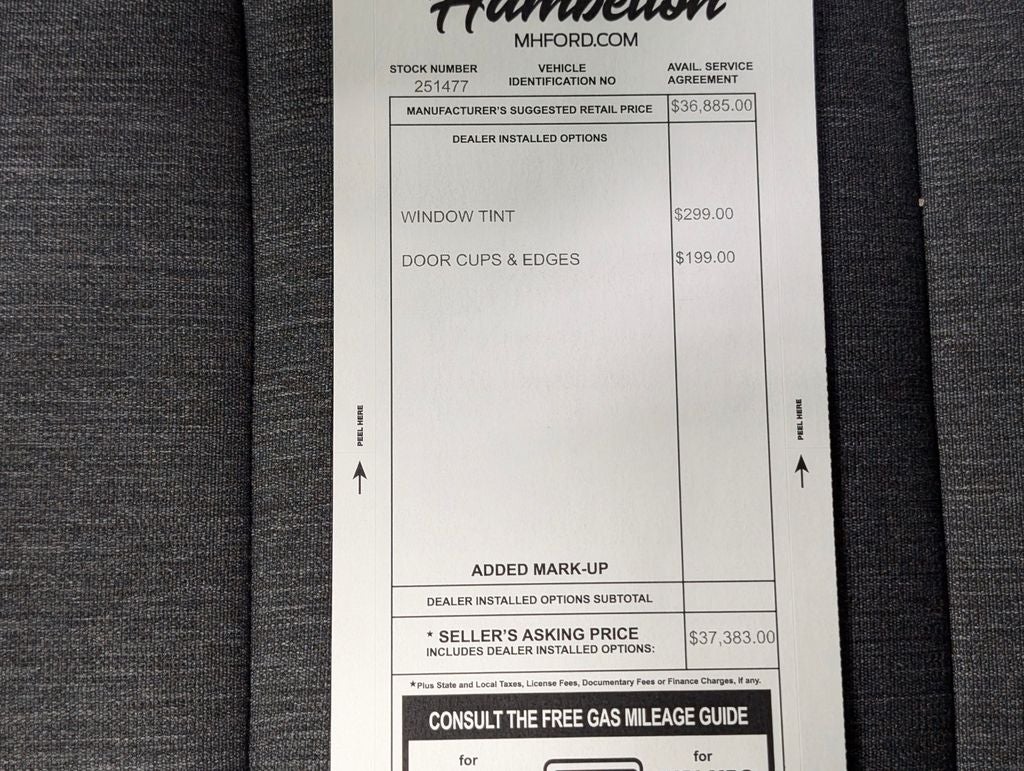 Hambelton
MHFORD.COM
STOCK NUMBER
251477
VEHICLE
IDENTIFICATION NO
AVAIL. SERVICE
AGREEMENT
MANUFACTURER'S SUGGESTED RETAIL PRICE $36,885.00
DEALER INSTALLED OPTIONS
WINDOW TINT $299.00
DOOR CUPS & EDGES $199.00
PEEL HERE
PEEL HERE
ADDED MARK-UP
DEALER INSTALLED OPTIONS SUBTOTAL
* SELLER'S ASKING PRICE $37,383.00
INCLUDES DEALER INSTALLED OPTIONS:
*Plus State and Local Taxes, License Fees, Documentary Fees or Finance Charges, if any.
CONSULT THE FREE GAS MILEAGE GUIDE
for for